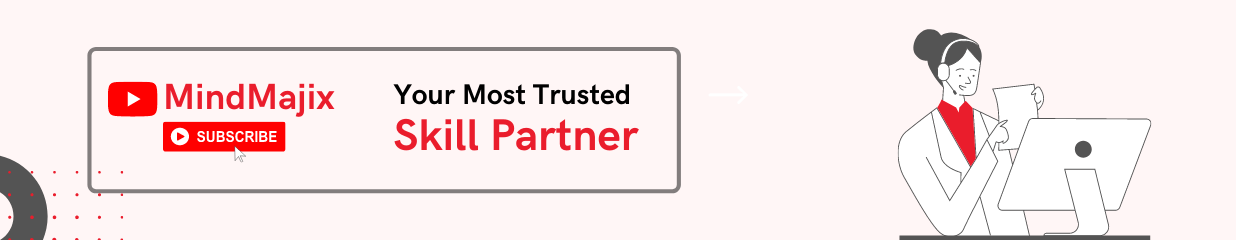 MindMajix
SUBSCRIBE
Your Most Trusted
Skill Partner